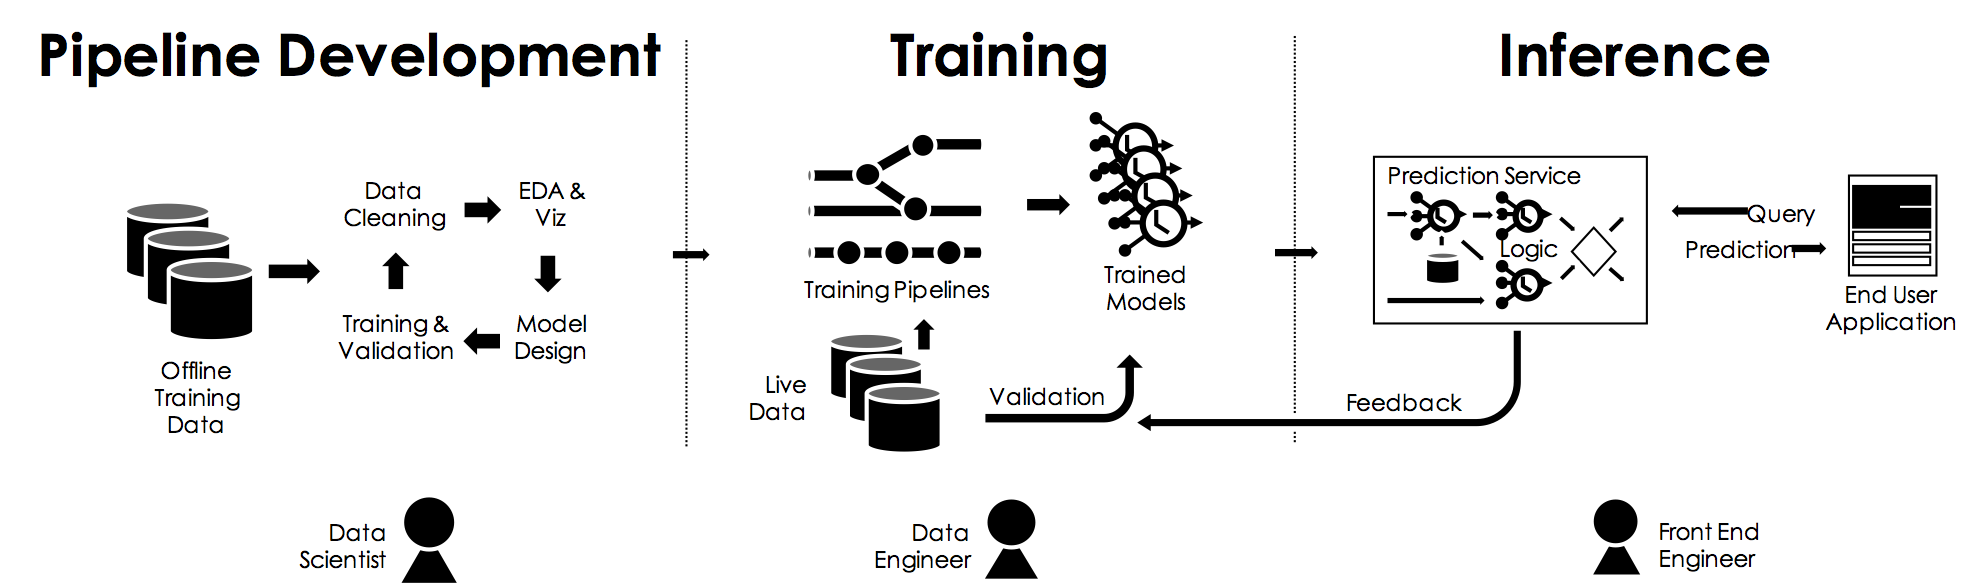 Pipeline Development
Training
Inference
Data
Cleaning
EDA &
Viz
Training &
Validation
Model
Design
Offline
Training
Data
Training Pipelines
Trained
Models
Live
Data
Validation
Prediction Service
Logic
Query
Prediction
End User
Application
Feedback
Data
Scientist
Data
Engineer
Front End
Engineer